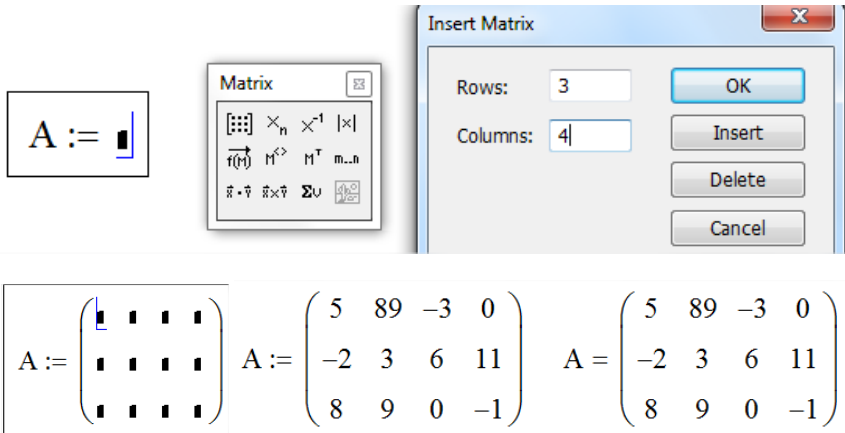 Insert Matrix
Rows: 3 OK
Columns: 4 Insert
Delete
Cancel
Matrix
[⁝⁝⁝] ×ₙ ×⁻¹ |×|
f(M) M<> Mᵀ m..n
x⃗·v⃗ x⃗×v⃗ ΣU
A :=
A :=
A := ( 5 89 −3 0
−2 3 6 11
8 9 0 −1 )
A = ( 5 89 −3 0
−2 3 6 11
8 9 0 −1 )